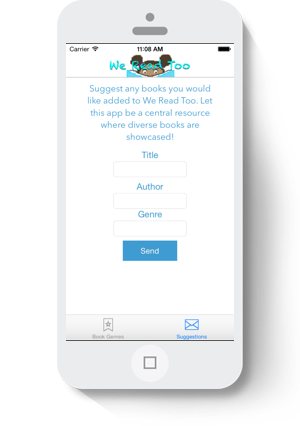 Carrier 11:08 AM
We Read Too
Suggest any books you would
like added to We Read Too. Let
this app be a central resource
where diverse books are
showcased!
Title
Author
Genre
Send
Book Genres Suggestions